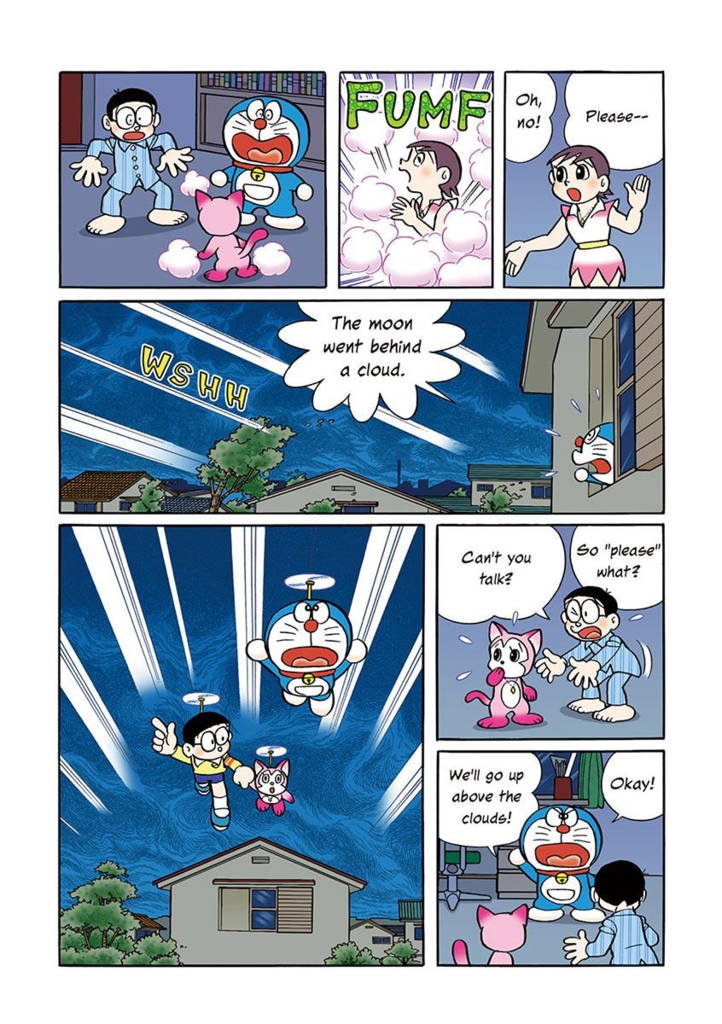 Oh,
no!
Please--
FUMF
The moon
went behind
a cloud.
WSHH
So "please"
what?
Can't you
talk?
Okay!
We'll go up
above the
clouds!